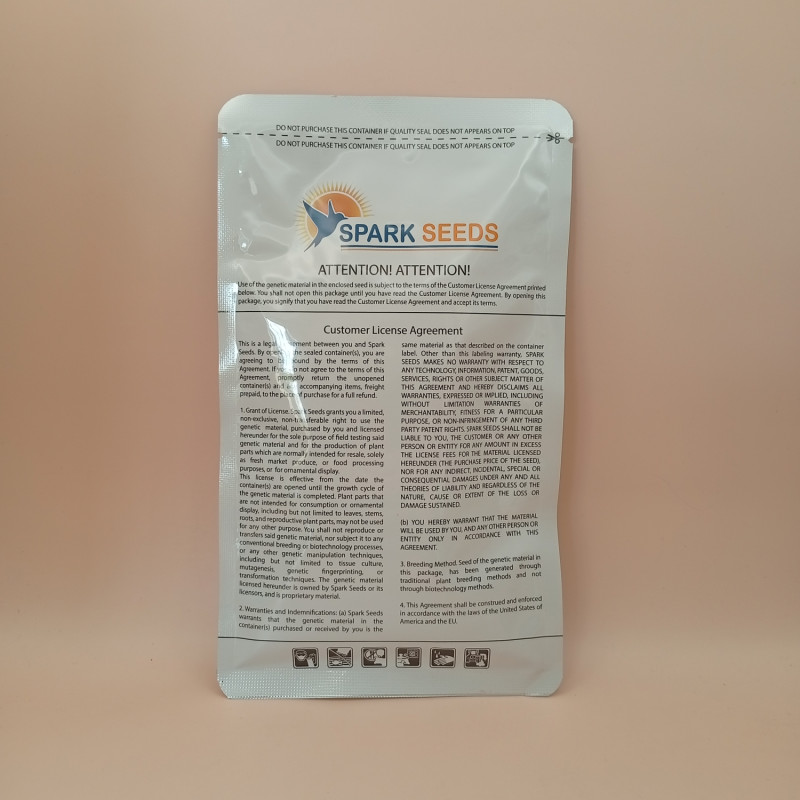 DO NOT PURCHASE THIS CONTAINER IF QUALITY SEAL DOES NOT APPEARS ON TOP
DO NOT PURCHASE THIS CONTAINER IF QUALITY SEAL DOES NOT APPEARS ON TOP
SPARK SEEDS
ATTENTION! ATTENTION!
Use of the genetic material in the enclosed seed is subject to the terms of the Customer License Agreement printed
below. You shall not open this package until you have read the Customer License Agreement. By opening this
package, you signify that you have read the Customer License Agreement and accept its terms.
Customer License Agreement
This is a legal agreement between you and Spark
Seeds. By opening the sealed container(s), you are
agreeing to be bound by the terms of this
Agreement. If you do not agree to the terms of this
Agreement, promptly return the unopened
container(s) and accompanying items, freight
prepaid, to the place of purchase for a full refund.
1. Grant of License. Spark Seeds grants you a limited,
non-exclusive, non-transferable right to use the
genetic material, purchased by you and licensed
hereunder for the sole purpose of field testing said
genetic material and for the production of plant
parts which are normally intended for resale, solely
as fresh market produce, or food processing
purposes, or for ornamental display.
This license is effective from the date the
container(s) are opened until the growth cycle of
the genetic material is completed. Plant parts that
are not intended for consumption or ornamental
display, including but not limited to leaves, stems,
roots, and reproductive plant parts, may not be used
for any other purpose. You shall not reproduce or
transfers said genetic material, nor subject it to any
conventional breeding or biotechnology processes,
or any other genetic manipulation techniques,
including but not limited to tissue culture,
mutagenesis, genetic fingerprinting, or
transformation techniques. The genetic material
licensed hereunder is owned by Spark Seeds or its
licensors, and is proprietary material.
2. Warranties and Indemnifications: (a) Spark Seeds
warrants that the genetic material in the
container(s) purchased or received by you is the
same material as that described on the container
label. Other than this labeling warranty, SPARK
SEEDS MAKES NO WARRANTY WITH RESPECT TO
ANY TECHNOLOGY, INFORMATION, PATENT, GOODS,
SERVICES, RIGHTS OR OTHER SUBJECT MATTER OF
THIS AGREEMENT AND HEREBY DISCLAIMS ALL
WARRANTIES, EXPRESSED OR IMPLIED, INCLUDING
WITHOUT LIMITATION WARRANTIES OF
MERCHANTABILITY, FITNESS FOR A PARTICULAR
PURPOSE, OR NON-INFRINGEMENT OF ANY THIRD
PARTY PATENT RIGHTS. SPARK SEEDS SHALL NOT BE
LIABLE TO YOU, THE CUSTOMER OR ANY OTHER
PERSON OR ENTITY FOR ANY AMOUNT IN EXCESS
THE LICENSE FEES FOR THE MATERIAL LICENSED
HEREUNDER (THE PURCHASE PRICE OF THE SEED),
NOR FOR ANY INDIRECT, INCIDENTAL, SPECIAL OR
CONSEQUENTIAL DAMAGES UNDER ANY AND ALL
THEORIES OF LIABILITY AND REGARDLESS OF THE
NATURE, CAUSE OR EXTENT OF THE LOSS OR
DAMAGE SUSTAINED.
(b) YOU HEREBY WARRANT THAT THE MATERIAL
WILL BE USED BY YOU, AND ANY OTHER PERSON OR
ENTITY ONLY IN ACCORDANCE WITH THIS
AGREEMENT.
3. Breeding Method. Seed of the genetic material in
this package, has been generated through
traditional plant breeding methods and not
through biotechnology methods.
4. This Agreement shall be construed and enforced
in accordance with the laws of the United States of
America and the EU.